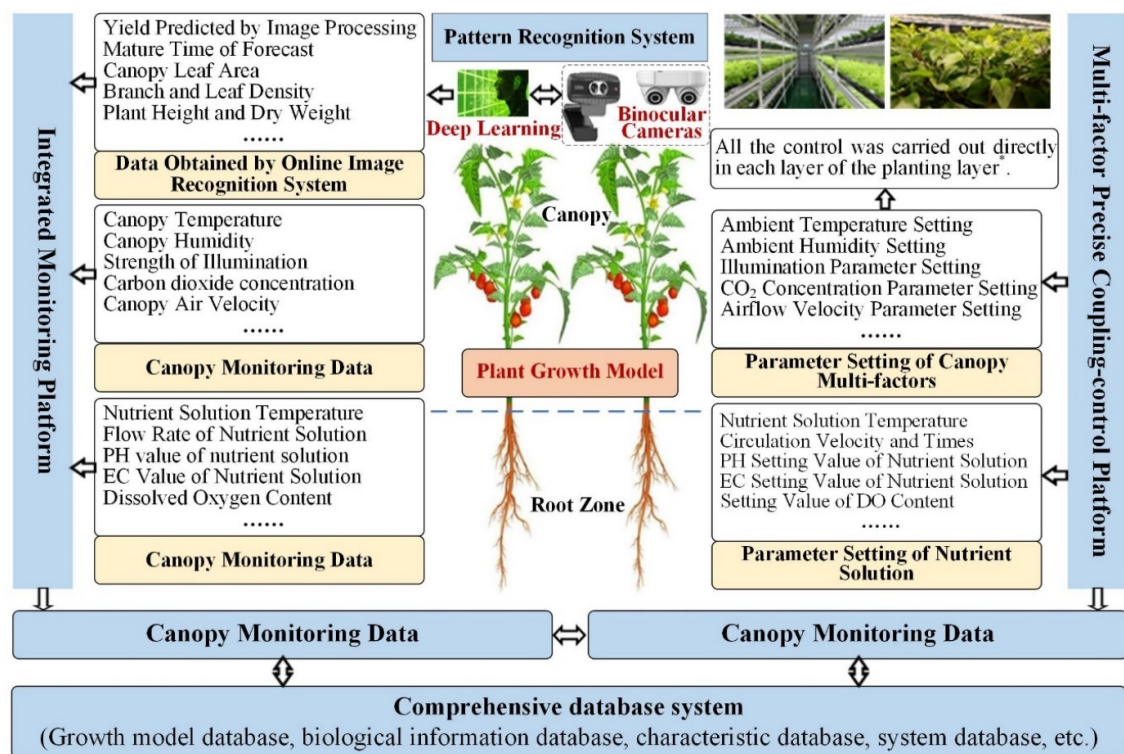 Yield Predicted by Image Processing
Mature Time of Forecast
Canopy Leaf Area
Branch and Leaf Density
Plant Height and Dry Weight
......
Data Obtained by Online Image
Recognition System
Canopy Temperature
Canopy Humidity
Strength of Illumination
Carbon dioxide concentration
Canopy Air Velocity
......
Canopy Monitoring Data
Nutrient Solution Temperature
Flow Rate of Nutrient Solution
PH value of nutrient solution
EC Value of Nutrient Solution
Dissolved Oxygen Content
......
Canopy Monitoring Data
Integrated Monitoring Platform
Pattern Recognition System
Deep Learning
Binocular
Cameras
Canopy
Plant Growth Model
Root Zone
All the control was carried out directly
in each layer of the planting layer*.
Ambient Temperature Setting
Ambient Humidity Setting
Illumination Parameter Setting
CO₂ Concentration Parameter Setting
Airflow Velocity Parameter Setting
......
Parameter Setting of Canopy
Multi-factors
Nutrient Solution Temperature
Circulation Velocity and Times
PH Setting Value of Nutrient Solution
EC Setting Value of Nutrient Solution
Setting Value of DO Content
......
Parameter Setting of Nutrient
Solution
Multi-factor Precise Coupling-control Platform
Canopy Monitoring Data
Canopy Monitoring Data
Comprehensive database system
(Growth model database, biological information database, characteristic database, system database, etc.)